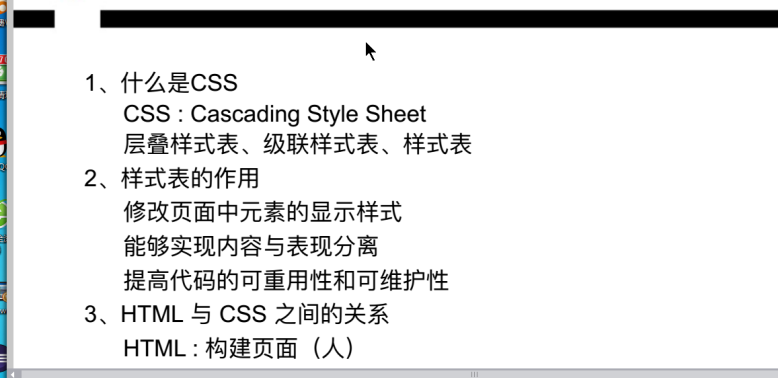 1、什么是CSS
CSS : Cascading Style Sheet
层叠样式表、级联样式表、样式表
2、样式表的作用
修改页面中元素的显示样式
能够实现内容与表现分离
提高代码的可重用性和可维护性
3、HTML 与 CSS 之间的关系
HTML : 构建页面（人）